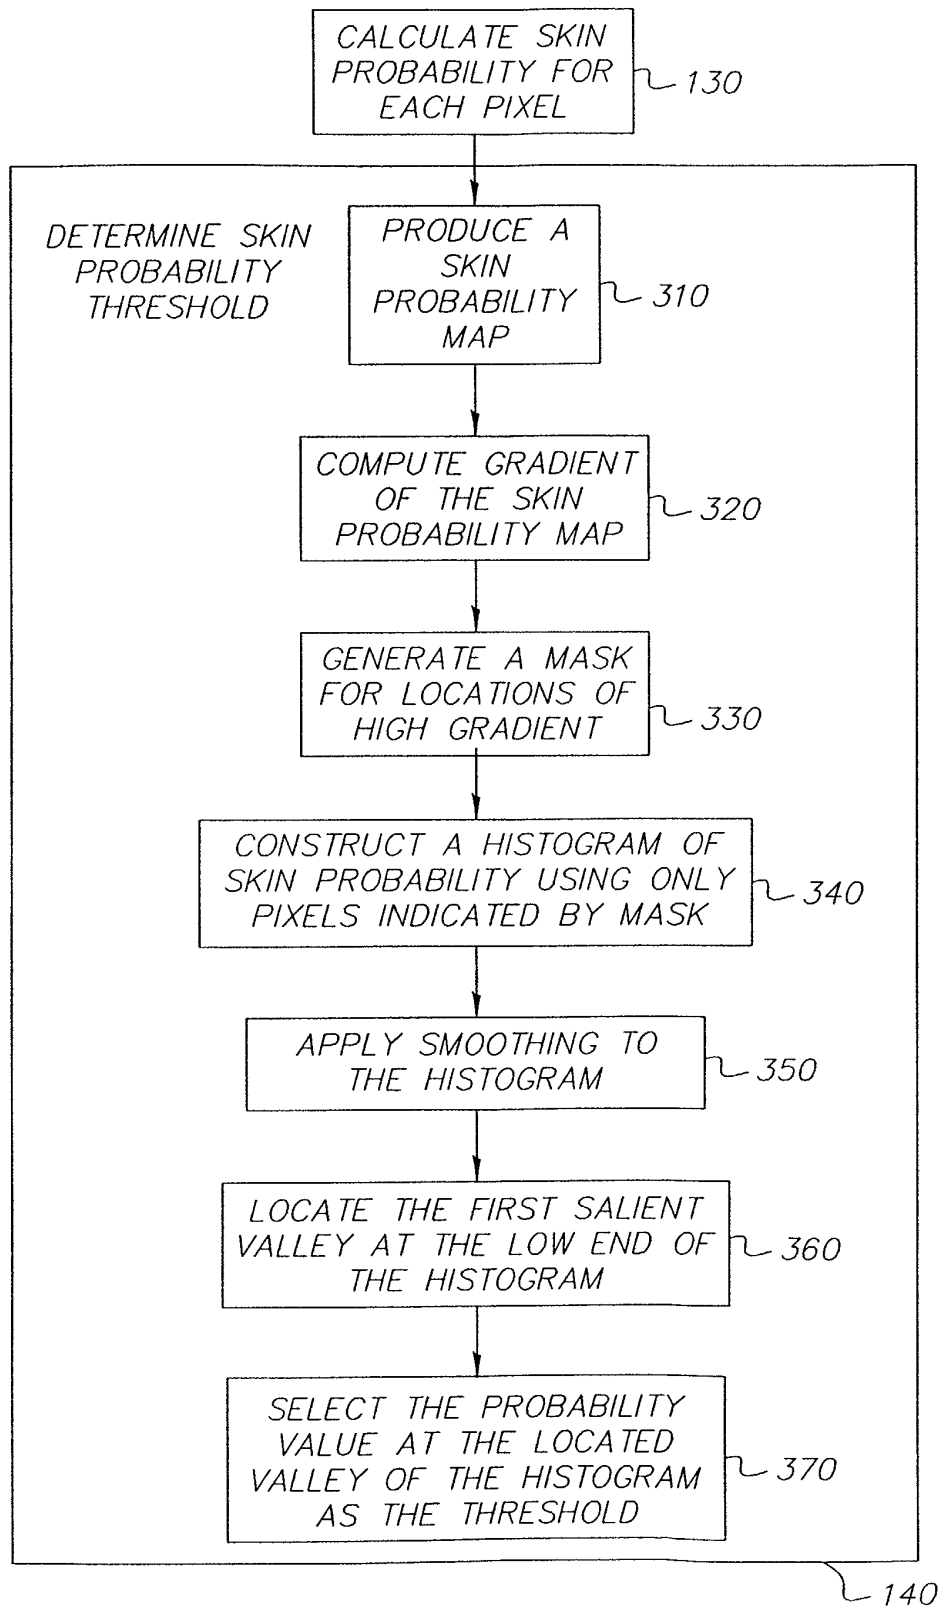 CALCULATE SKIN
PROBABILITY FOR
EACH PIXEL
130
DETERMINE SKIN
PROBABILITY
THRESHOLD
PRODUCE A
SKIN
PROBABILITY
MAP
310
COMPUTE GRADIENT
OF THE SKIN
PROBABILITY MAP
320
GENERATE A MASK
FOR LOCATIONS OF
HIGH GRADIENT
330
CONSTRUCT A HISTOGRAM OF
SKIN PROBABILITY USING ONLY
PIXELS INDICATED BY MASK
340
APPLY SMOOTHING TO
THE HISTOGRAM
350
LOCATE THE FIRST SALIENT
VALLEY AT THE LOW END OF
THE HISTOGRAM
360
SELECT THE PROBABILITY
VALUE AT THE LOCATED
VALLEY OF THE HISTOGRAM
AS THE THRESHOLD
370
140